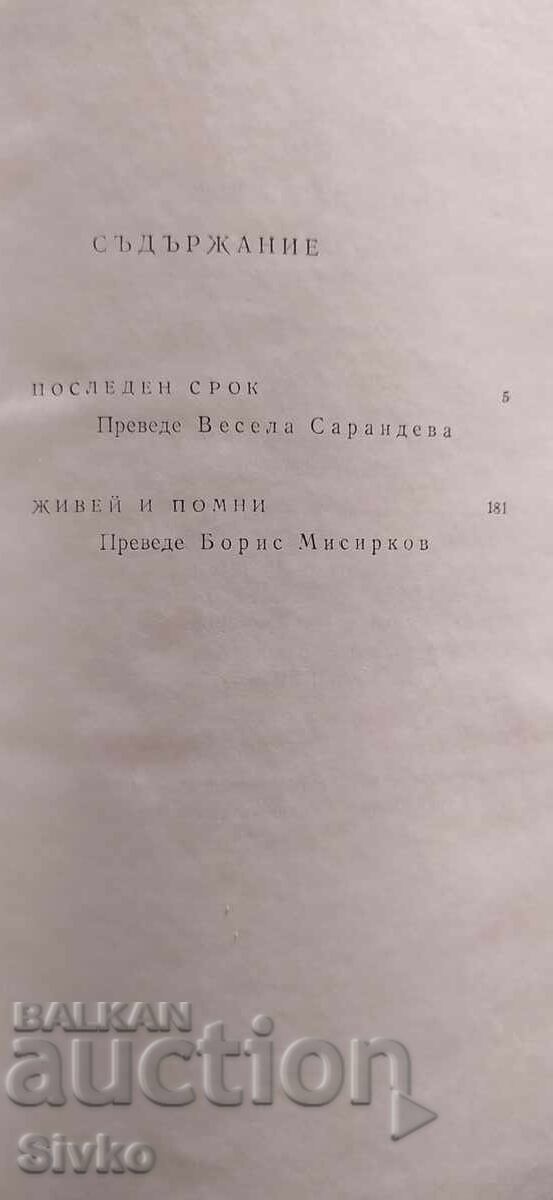 СЪДЪРЖАНИЕ
ПОСЛЕДЕН СРОК 5
Преведе Весела Сарандева
ЖИВЕЙ И ПОМНИ 181
Преведе Борис Мисирков
BALKAN
auction
Sivko